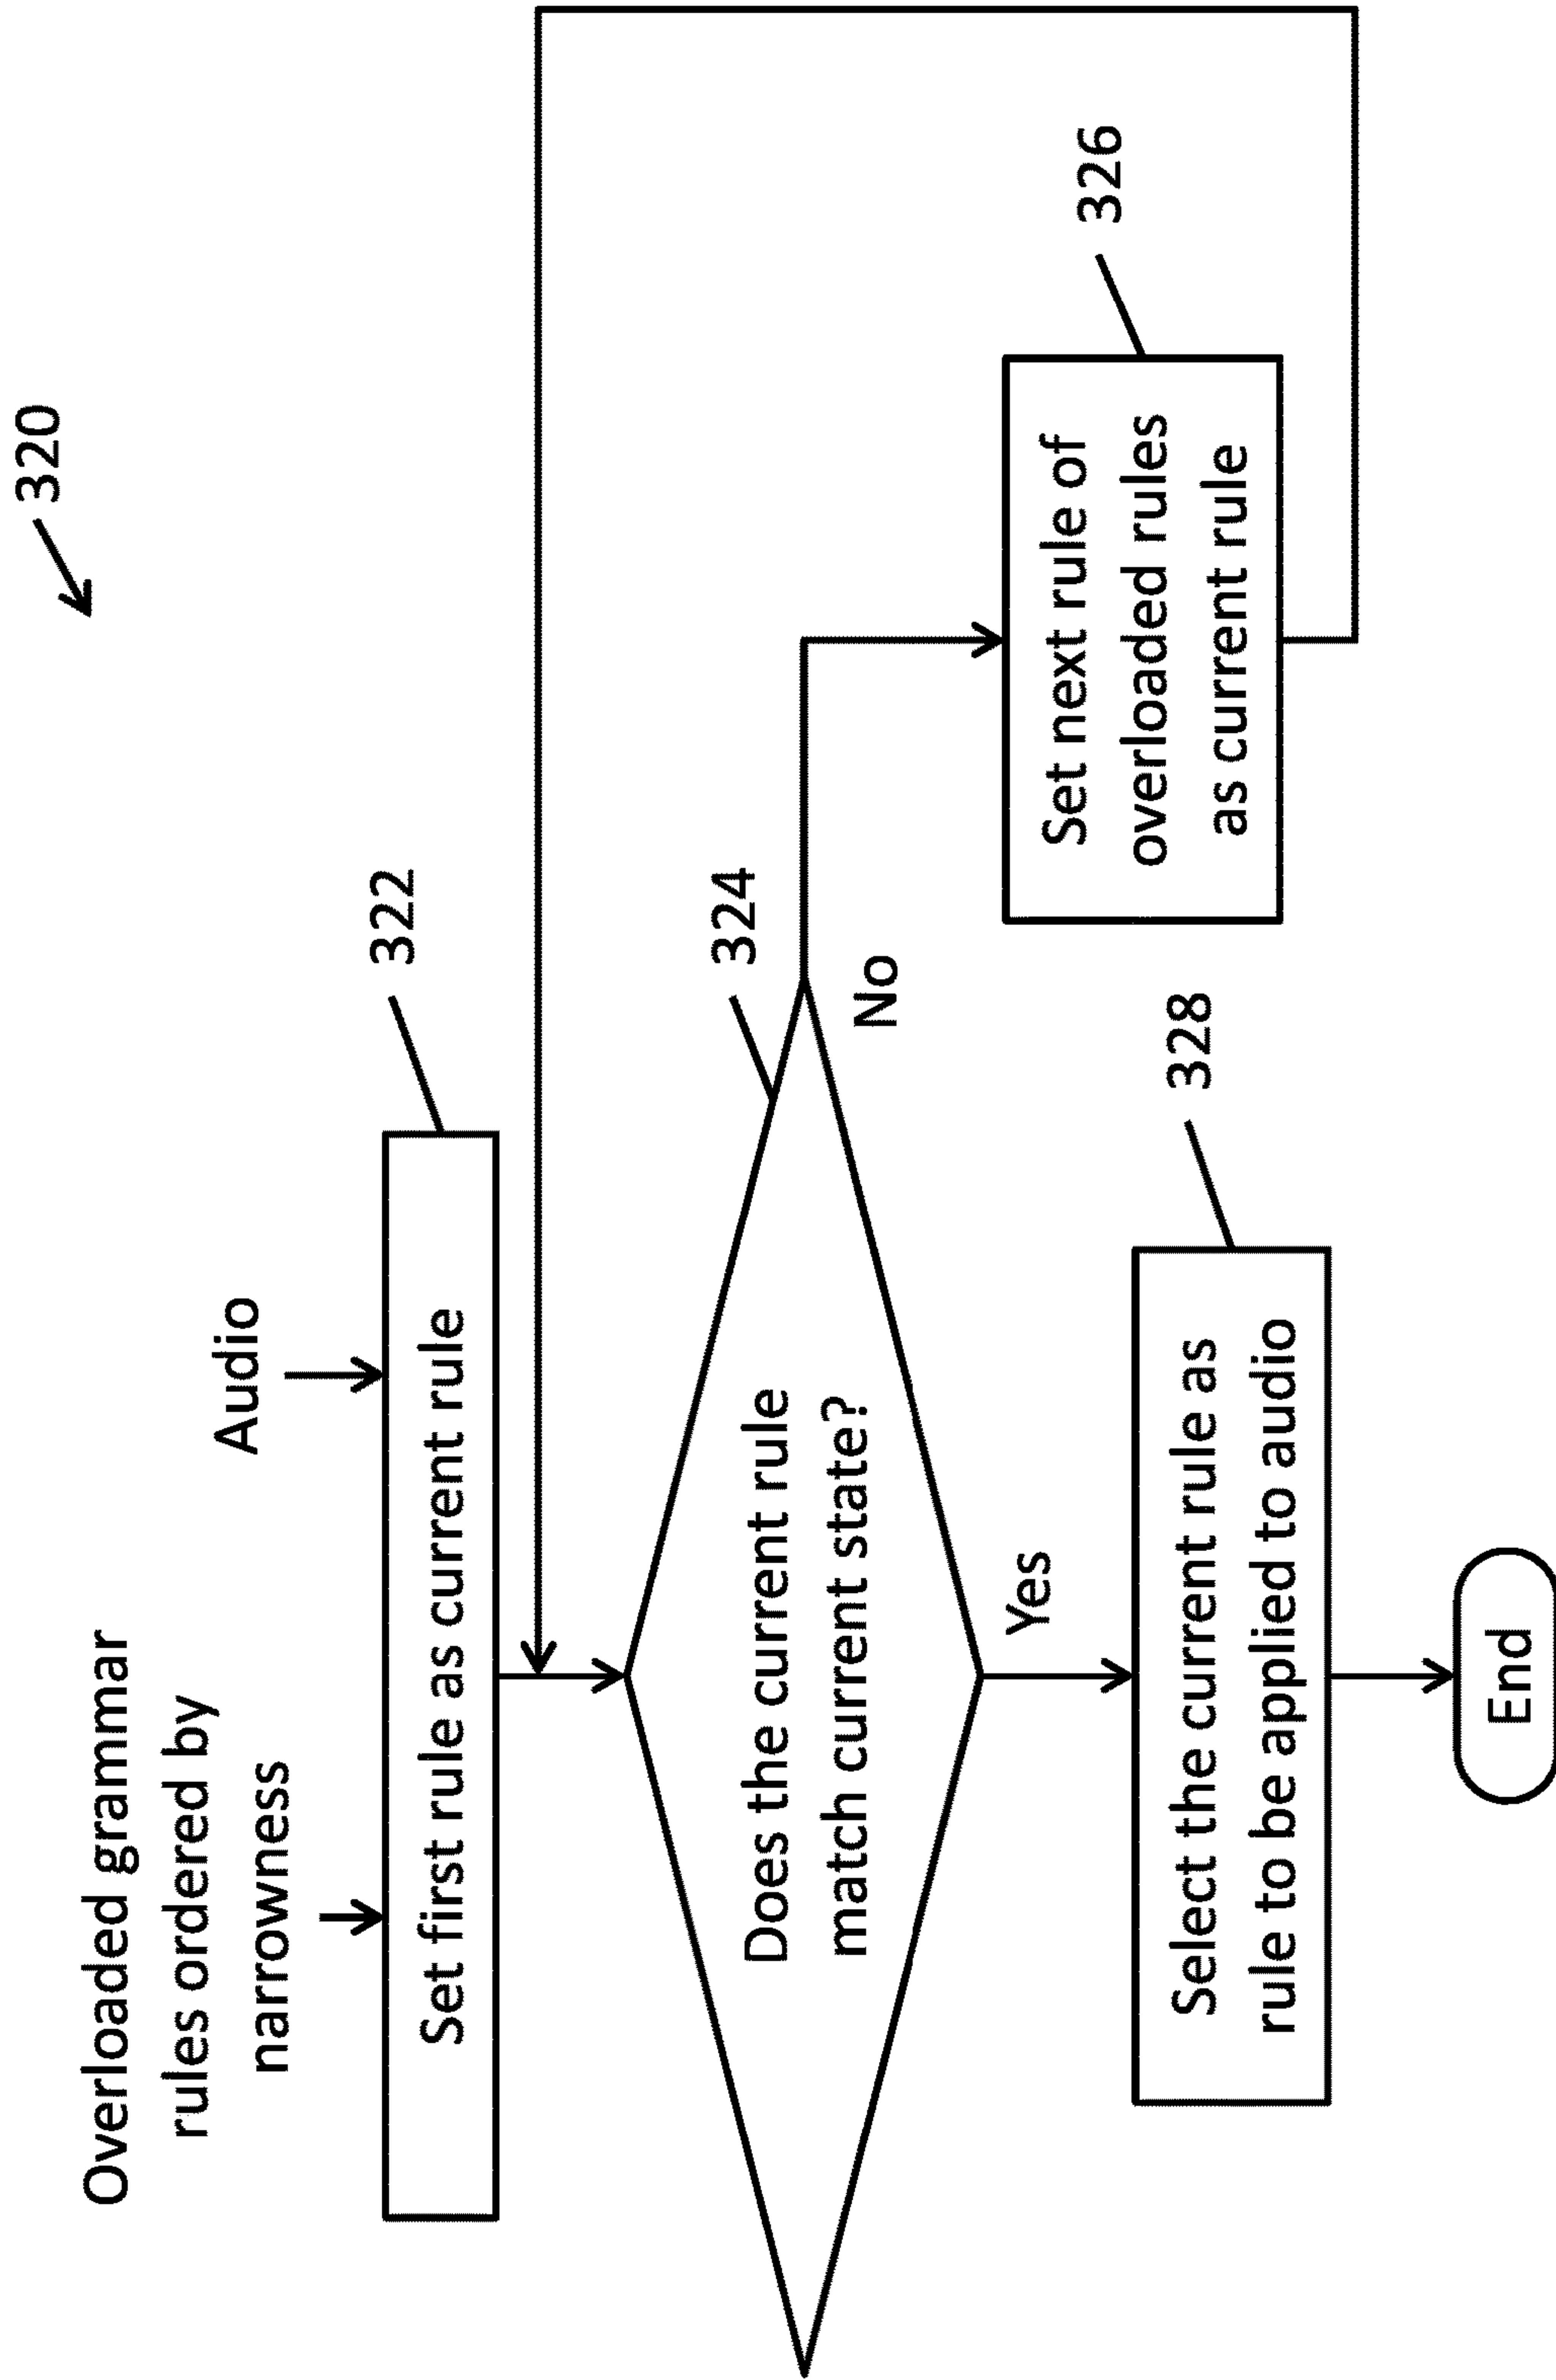 320
Overloaded grammar
rules ordered by
narrowness
Audio
322
Set first rule as current rule
324
Does the current rule
match current state?
No
326
Set next rule of
overloaded rules
as current rule
Yes
328
Select the current rule as
rule to be applied to audio
End